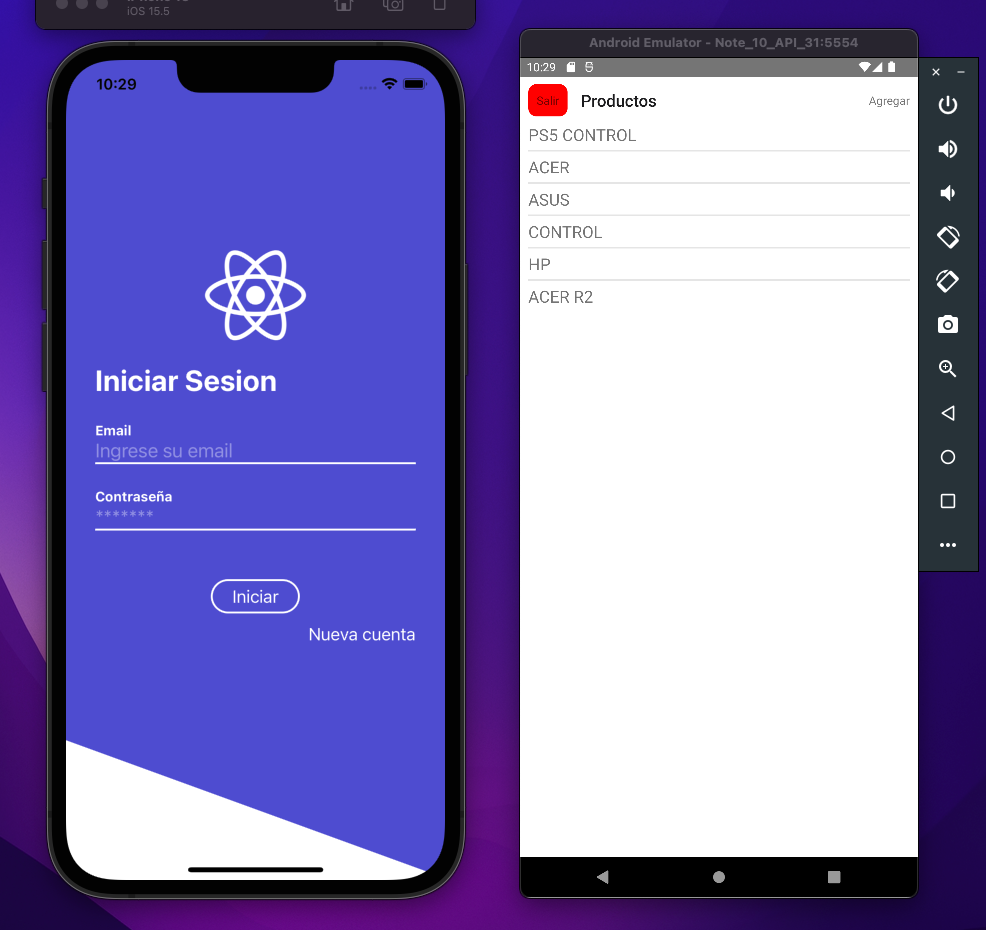 iOS 15.5
10:29
Iniciar Sesion
Email
Ingrese su email
Contraseña
*******
Iniciar
Nueva cuenta
Android Emulator - Note_10_API_31:5554
10:29
Salir
Productos
Agregar
PS5 CONTROL
ACER
ASUS
CONTROL
HP
ACER R2